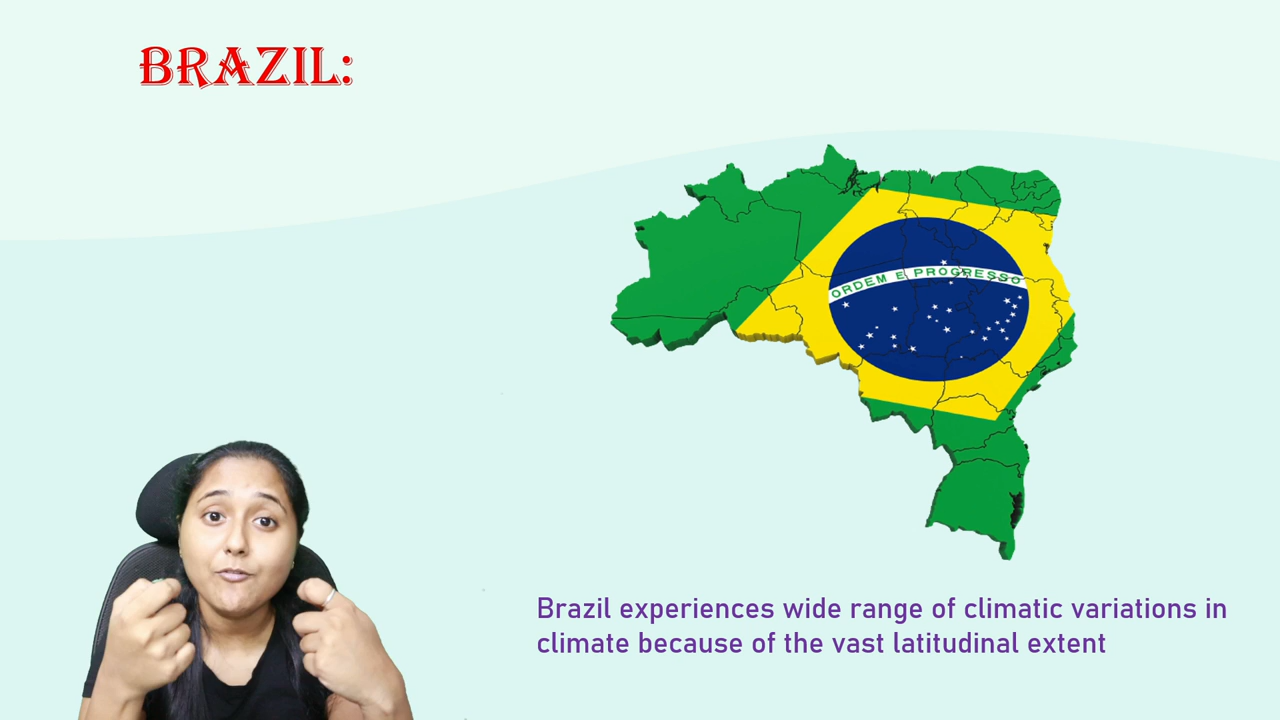 BRAZIL:
ORDEM E PROGRESSO
Brazil experiences wide range of climatic variations in
climate because of the vast latitudinal extent